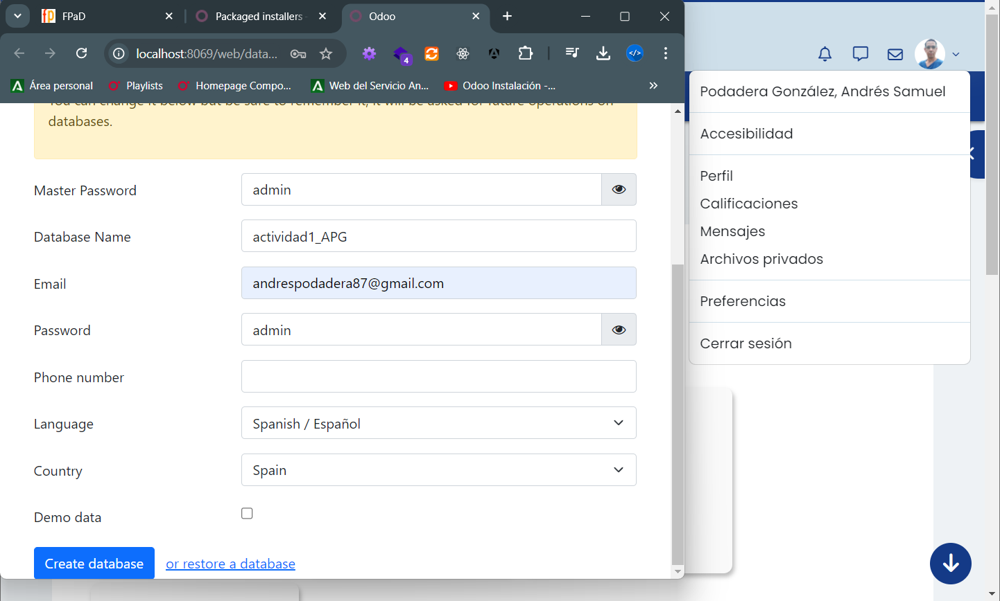 FPaD
Packaged installers
Odoo
localhost:8069/web/data...
4
Área personal
Playlists
Homepage Compo...
Web del Servicio An...
Odoo Instalación -...
You can change it below but be sure to remember it, it will be asked for future operations on
databases.
Master Password
admin
Database Name
actividad1_APG
Email
andrespodadera87@gmail.com
Password
admin
Phone number
Language
Spanish / Español
Country
Spain
Demo data
Create database
or restore a database
Podadera González, Andrés Samuel
Accesibilidad
Perfil
Calificaciones
Mensajes
Archivos privados
Preferencias
Cerrar sesión